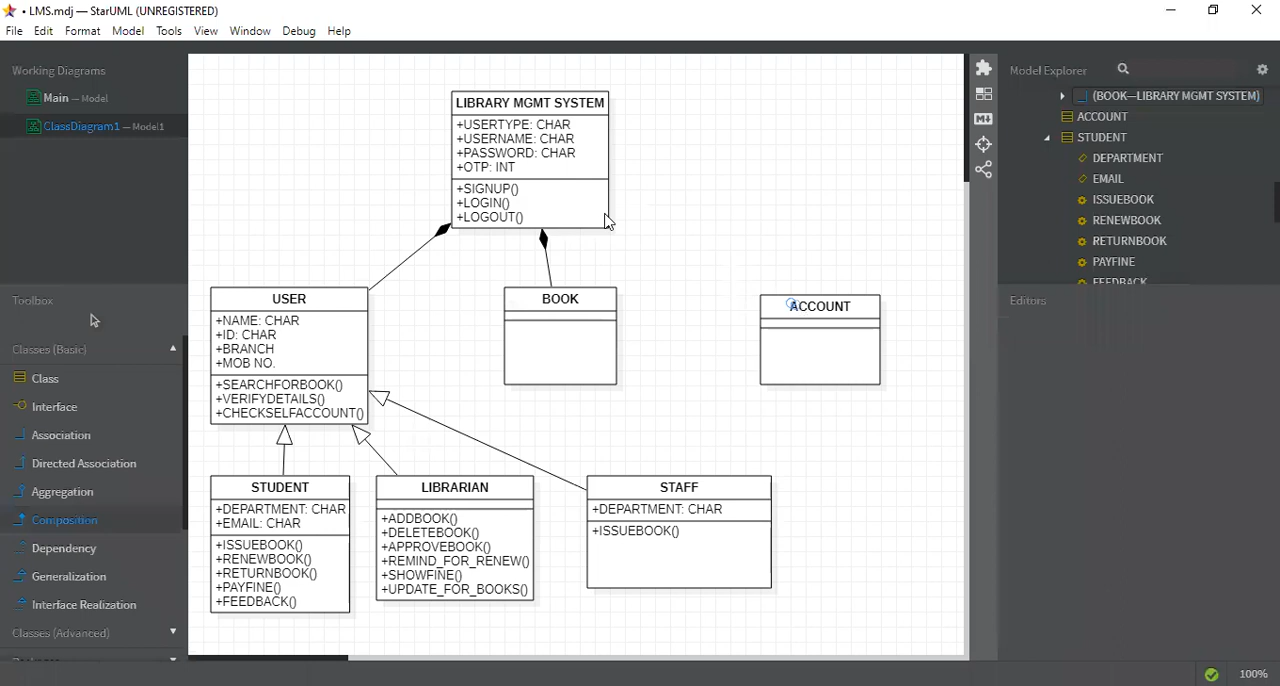 • LMS.mdj — StarUML (UNREGISTERED)
File Edit Format Model Tools View Window Debug Help
Working Diagrams
Main — Model
ClassDiagram1 — Model1
Toolbox
Classes (Basic)
Class
Interface
Association
Directed Association
Aggregation
Composition
Dependency
Generalization
Interface Realization
Classes (Advanced)
LIBRARY MGMT SYSTEM
+USERTYPE: CHAR
+USERNAME: CHAR
+PASSWORD: CHAR
+OTP: INT
+SIGNUP()
+LOGIN()
+LOGOUT()
USER
+NAME: CHAR
+ID: CHAR
+BRANCH
+MOB NO.
+SEARCHFORBOOK()
+VERIFYDETAILS()
+CHECKSELFACCOUNT()
BOOK
ACCOUNT
STUDENT
+DEPARTMENT: CHAR
+EMAIL: CHAR
+ISSUEBOOK()
+RENEWBOOK()
+RETURNBOOK()
+PAYFINE()
+FEEDBACK()
LIBRARIAN
+ADDBOOK()
+DELETEBOOK()
+APPROVEBOOK()
+REMIND_FOR_RENEW()
+SHOWFINE()
+UPDATE_FOR_BOOKS()
STAFF
+DEPARTMENT: CHAR
+ISSUEBOOK()
Model Explorer
(BOOK—LIBRARY MGMT SYSTEM)
ACCOUNT
STUDENT
DEPARTMENT
EMAIL
ISSUEBOOK
RENEWBOOK
RETURNBOOK
PAYFINE
FEEDBACK
Editors
100%